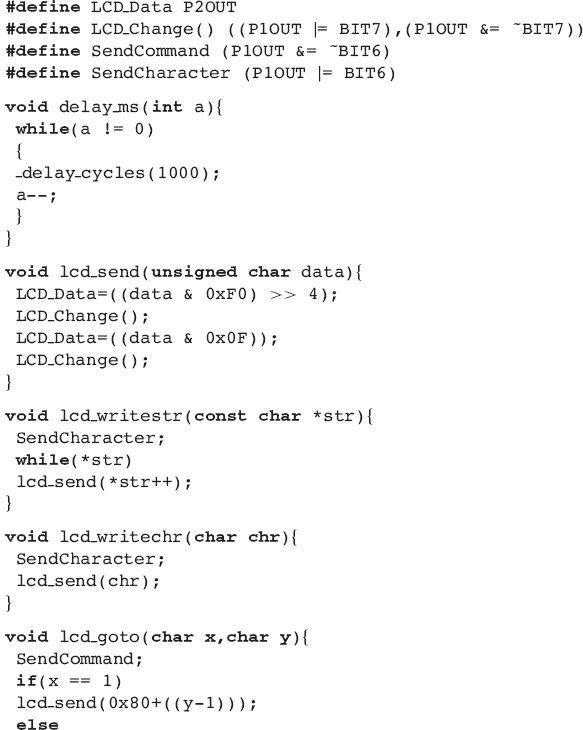 #define LCD_Data P2OUT
#define LCD_Change() ((P1OUT |= BIT7),(P1OUT &= ~BIT7))
#define SendCommand (P1OUT &= ~BIT6)
#define SendCharacter (P1OUT |= BIT6)
void delay_ms(int a){
while(a != 0)
{
_delay_cycles(1000);
a--;
}
}
void lcd_send(unsigned char data){
LCD_Data=((data & 0xF0) >> 4);
LCD_Change();
LCD_Data=((data & 0x0F));
LCD_Change();
}
void lcd_writestr(const char *str){
SendCharacter;
while(*str)
lcd_send(*str++);
}
void lcd_writechr(char chr){
SendCharacter;
lcd_send(chr);
}
void lcd_goto(char x,char y){
SendCommand;
if(x == 1)
lcd_send(0x80+((y-1)));
else